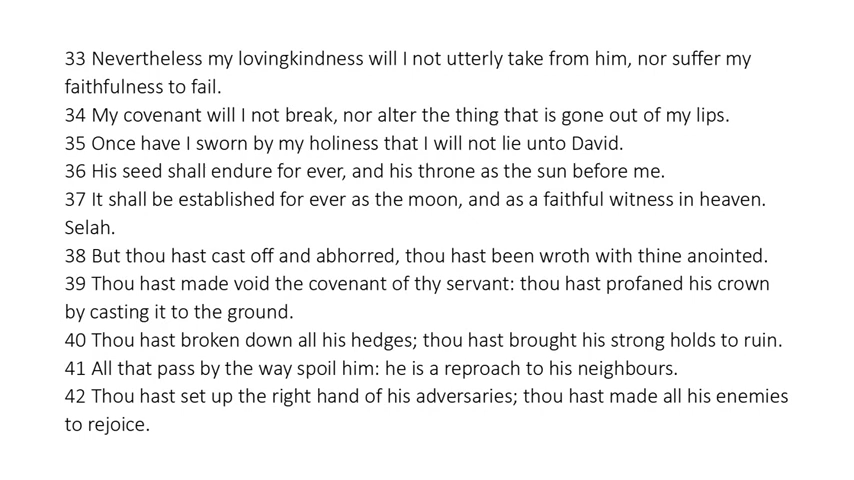 33 Nevertheless my lovingkindness will I not utterly take from him, nor suffer my
faithfulness to fail.
34 My covenant will I not break, nor alter the thing that is gone out of my lips.
35 Once have I sworn by my holiness that I will not lie unto David.
36 His seed shall endure for ever, and his throne as the sun before me.
37 It shall be established for ever as the moon, and as a faithful witness in heaven.
Selah.
38 But thou hast cast off and abhorred, thou hast been wroth with thine anointed.
39 Thou hast made void the covenant of thy servant: thou hast profaned his crown
by casting it to the ground.
40 Thou hast broken down all his hedges; thou hast brought his strong holds to ruin.
41 All that pass by the way spoil him: he is a reproach to his neighbours.
42 Thou hast set up the right hand of his adversaries; thou hast made all his enemies
to rejoice.